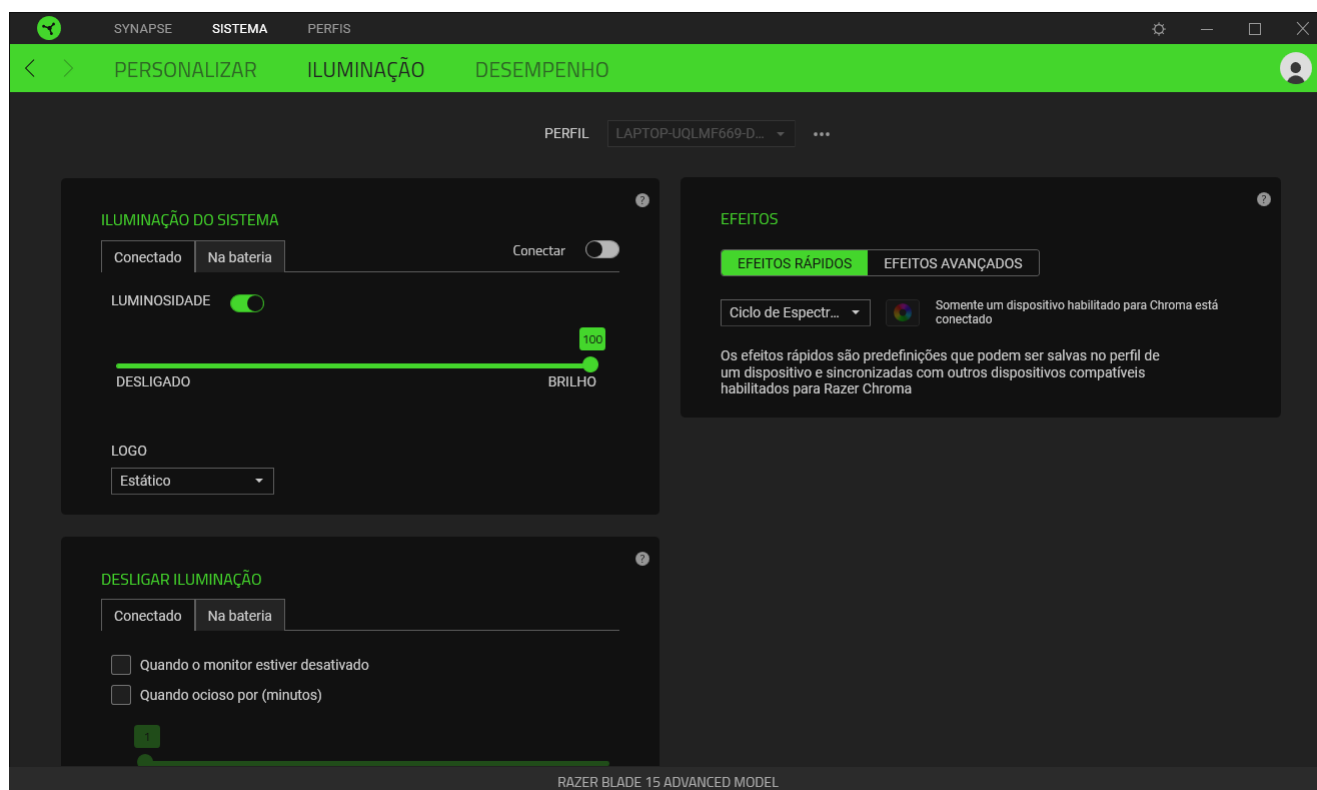 SYNAPSE SISTEMA PERFIS
PERSONALIZAR ILUMINAÇÃO DESEMPENHO
PERFIL LAPTOP-UQLMF669-D...
ILUMINAÇÃO DO SISTEMA
Conectado Na bateria Conectar
LUMINOSIDADE
100
DESLIGADO BRILHO
LOGO
Estático
DESLIGAR ILUMINAÇÃO
Conectado Na bateria
Quando o monitor estiver desativado
Quando ocioso por (minutos)
1
EFEITOS
EFEITOS RÁPIDOS EFEITOS AVANÇADOS
Ciclo de Espectr...
Somente um dispositivo habilitado para Chroma está
conectado
Os efeitos rápidos são predefinições que podem ser salvas no perfil de
um dispositivo e sincronizadas com outros dispositivos compatíveis
habilitados para Razer Chroma
RAZER BLADE 15 ADVANCED MODEL